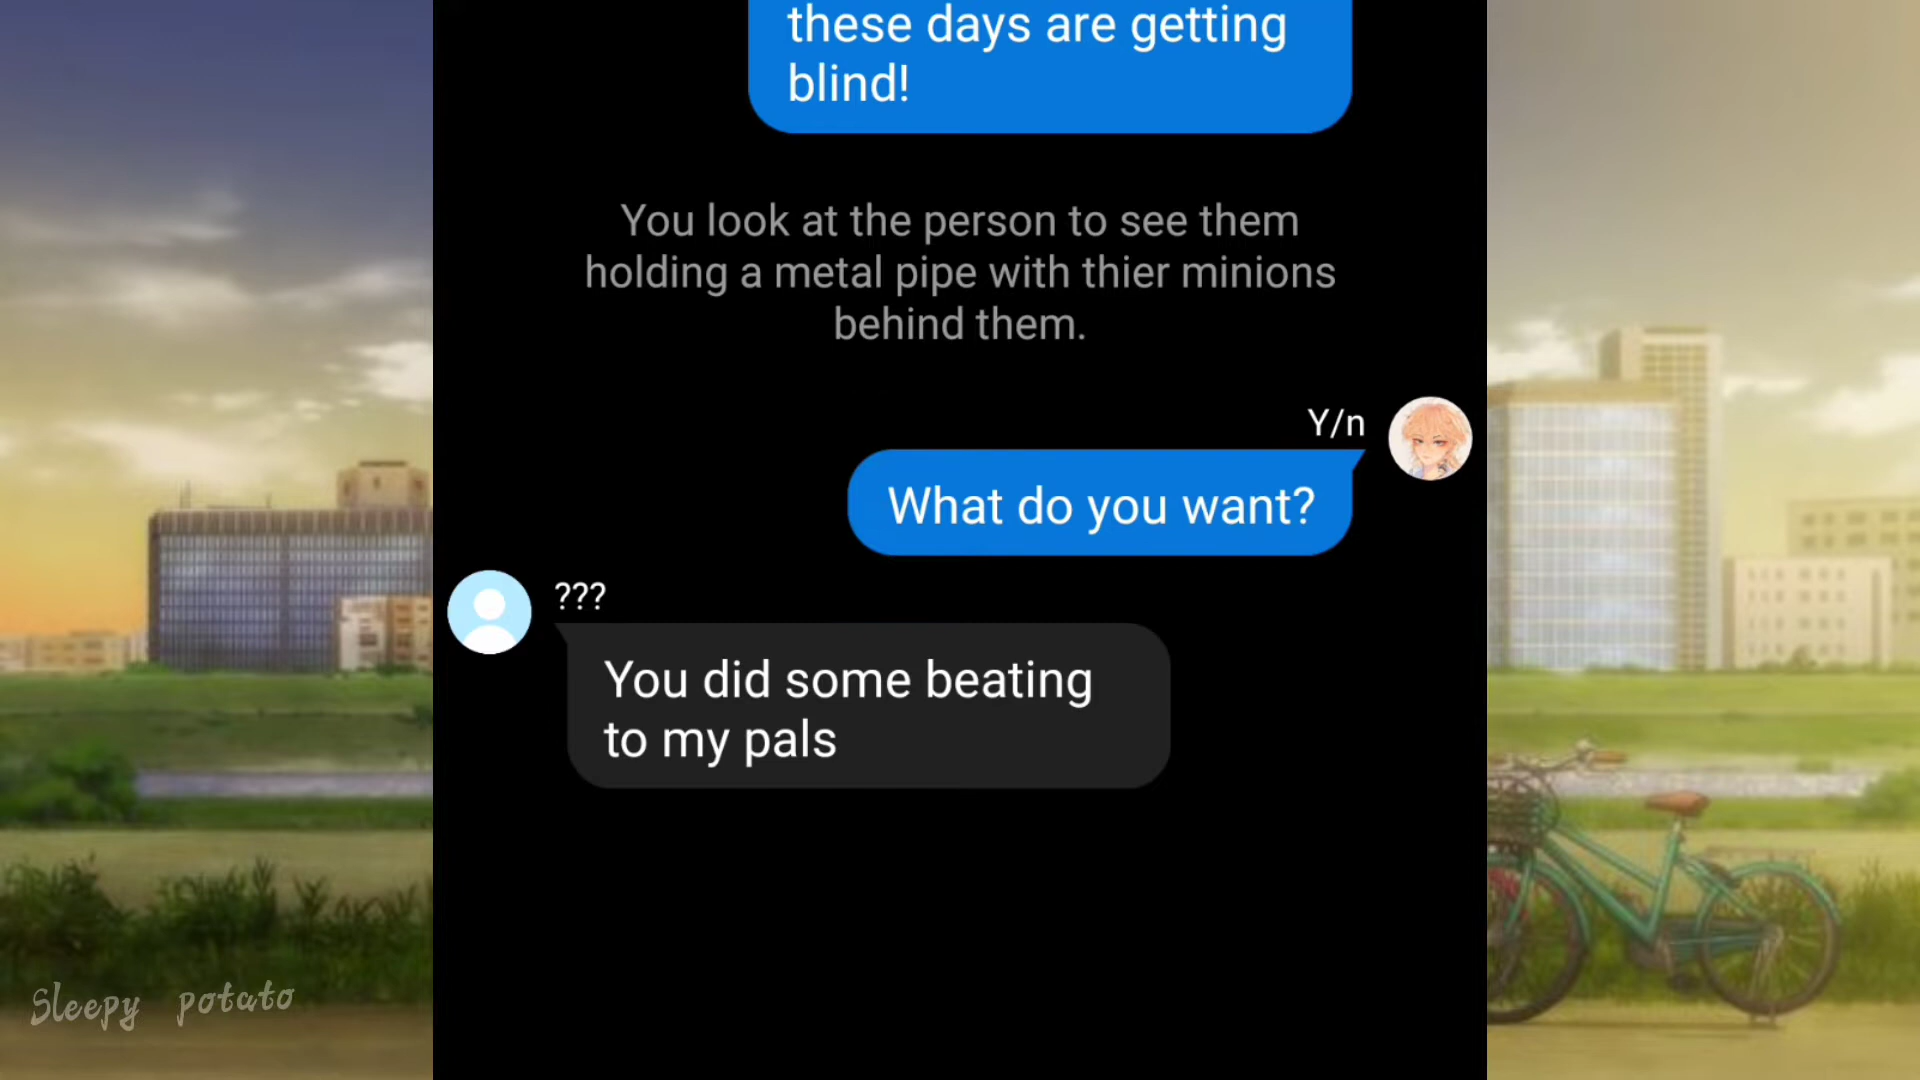 these days are getting
blind!
You look at the person to see them
holding a metal pipe with thier minions
behind them.
Y/n
What do you want?
???
You did some beating
to my pals
Sleepy potato